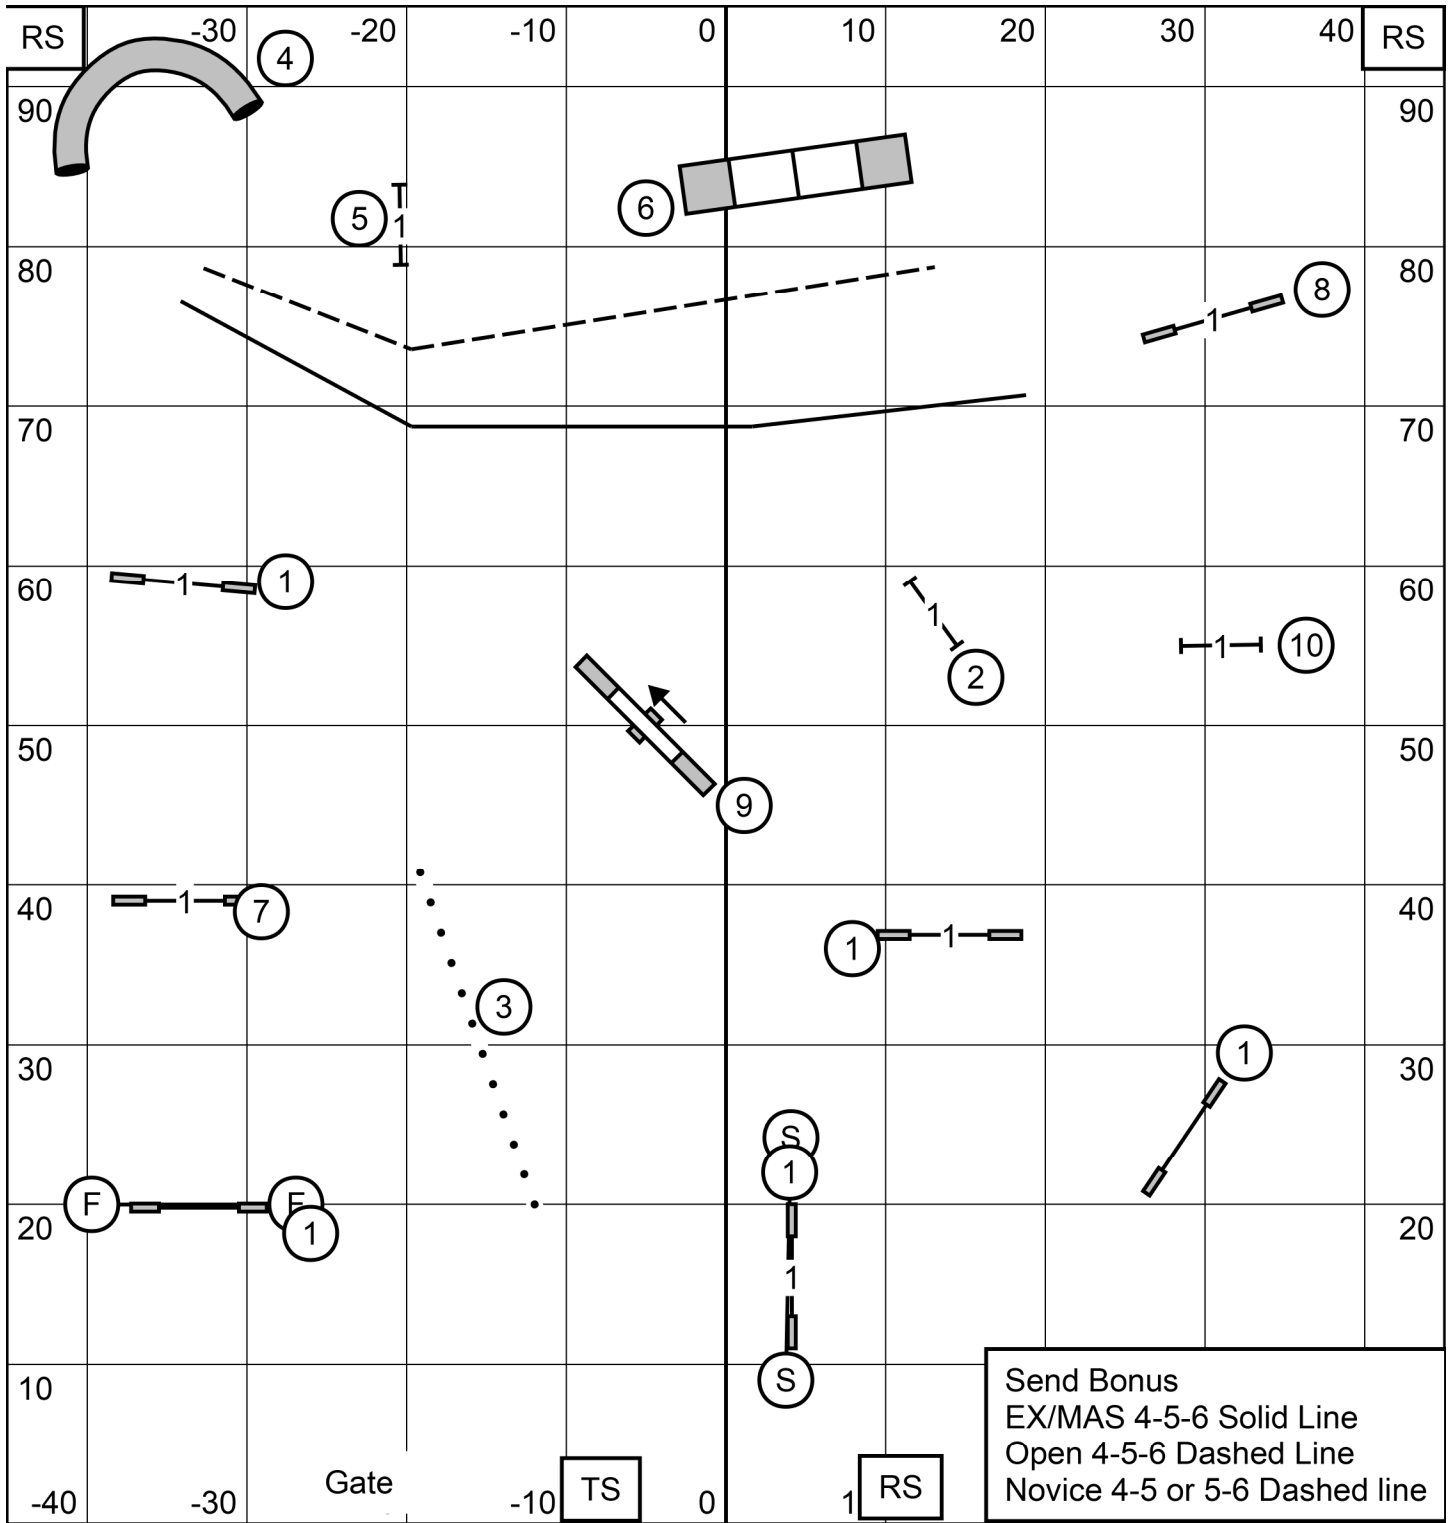 RS -30 -20 -10 0 10 20 30 40 RS
4
90 90
5 1 6
80 80
1 8
70 70
1 1
60 60
1
1 10
2
50 50
9
40 40
1 7
1 1
3
30 30
1
S
1
F F
1
20 20
1
S
10
Send Bonus
EX/MAS 4-5-6 Solid Line
Open 4-5-6 Dashed Line
Novice 4-5 or 5-6 Dashed line
Gate TS RS
-40 -30 -10 0 1